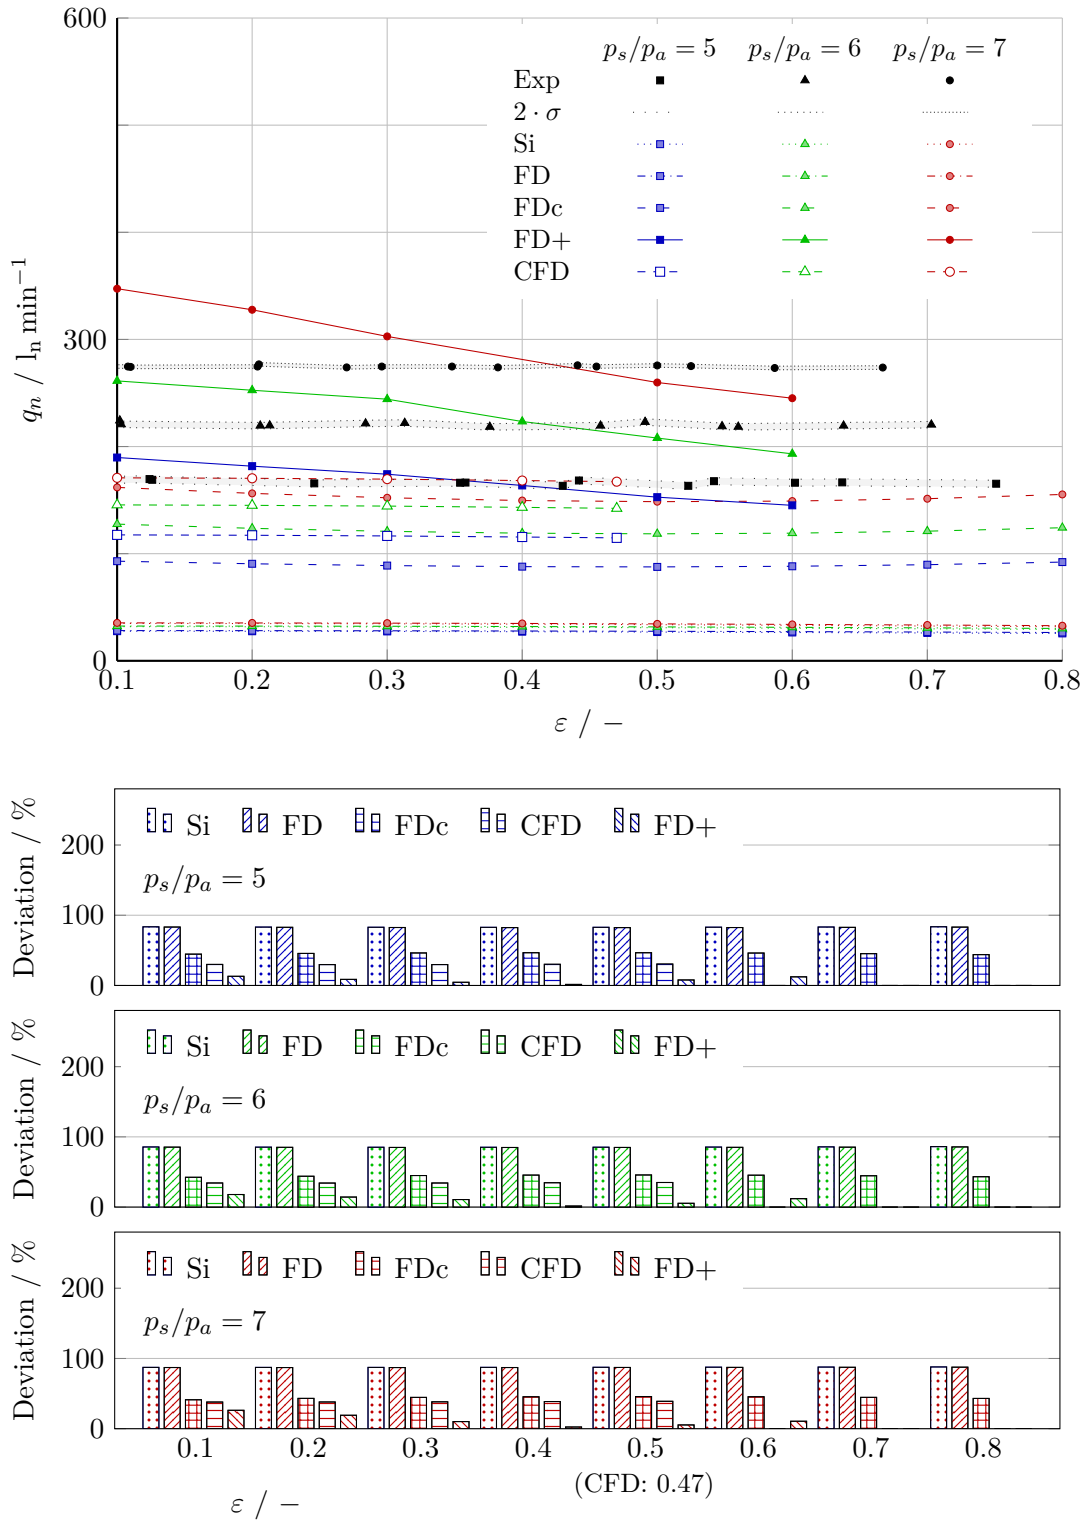 600
300
0
q_n / l_n min⁻¹
p_s/p_a = 5 p_s/p_a = 6 p_s/p_a = 7
Exp
2 · σ
Si
FD
FDc
FD+
CFD
0.1 0.2 0.3 0.4 0.5 0.6 0.7 0.8
ε / −
Deviation / %
200
100
0
Si FD FDc CFD FD+
p_s/p_a = 5
Deviation / %
200
100
0
Si FD FDc CFD FD+
p_s/p_a = 6
Deviation / %
200
100
0
Si FD FDc CFD FD+
p_s/p_a = 7
0.1 0.2 0.3 0.4 0.5 0.6 0.7 0.8
(CFD: 0.47)
ε / −